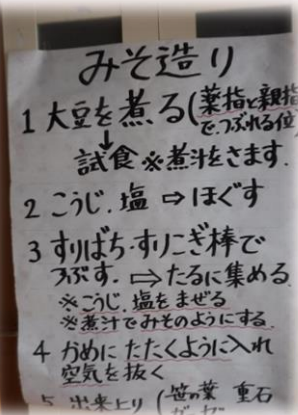 みそ造り
1 大豆を煮る(薬指と親指
でつぶれる位)
↓
試食 ※煮汁をさます.
2 こうじ.塩 ⇨ ほぐす
3 すりばち・すりこぎ棒で
つぶす. ⇨ たるに集める.
※こうじ.塩をまぜる
※煮汁でみそのようにする.
4 かめに たたくように入れ
空気を抜く
5 出来上り (笹の葉 重石